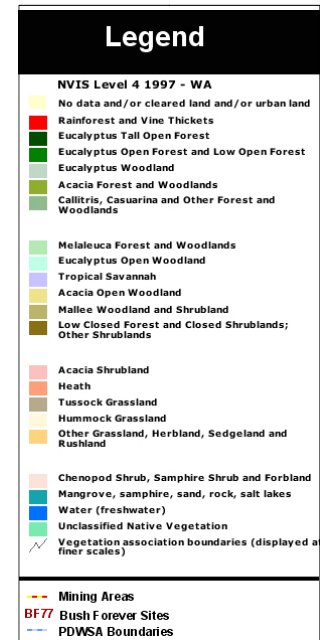 Legend
NVIS Level 4 1997 - WA
No data and/or cleared land and/or urban land
Rainforest and Vine Thickets
Eucalyptus Tall Open Forest
Eucalyptus Open Forest and Low Open Forest
Eucalyptus Woodland
Acacia Forest and Woodlands
Callitris, Casuarina and Other Forest and
Woodlands
Melaleuca Forest and Woodlands
Eucalyptus Open Woodland
Tropical Savannah
Acacia Open Woodland
Mallee Woodland and Shrubland
Low Closed Forest and Closed Shrublands;
Other Shrublands
Acacia Shrubland
Heath
Tussock Grassland
Hummock Grassland
Other Grassland, Herbland, Sedgeland and
Rushland
Chenopod Shrub, Samphire Shrub and Forbland
Mangrove, samphire, sand, rock, salt lakes
Water (freshwater)
Unclassified Native Vegetation
Vegetation association boundaries (displayed at
finer scales)
Mining Areas
BF77 Bush Forever Sites
PDWSA Boundaries